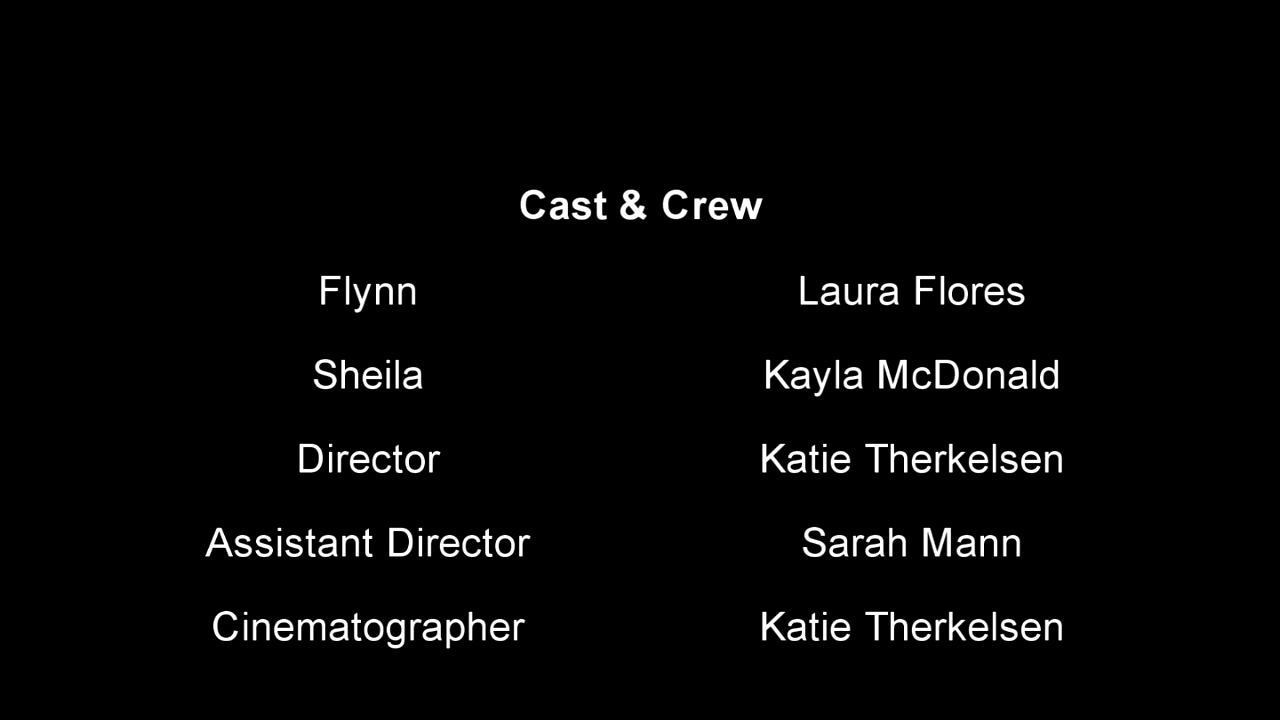 Cast & Crew
Flynn Laura Flores
Sheila Kayla McDonald
Director Katie Therkelsen
Assistant Director Sarah Mann
Cinematographer Katie Therkelsen